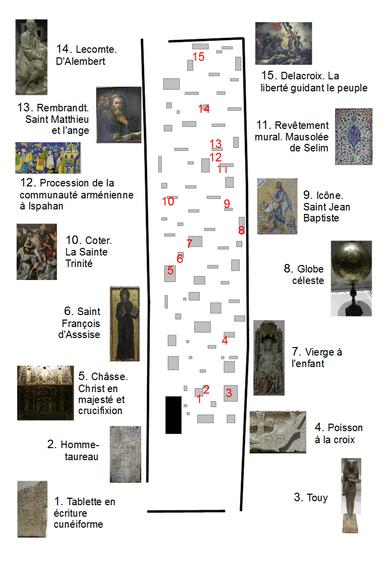 14. Lecomte.
D'Alembert
13. Rembrandt.
Saint Matthieu
et l'ange
12. Procession de la
communauté arménienne
à Ispahan
10. Coter.
La Sainte
Trinité
6. Saint
François
d'Asssise
5. Châsse.
Christ en
majesté et
crucifixion
2. Homme-
taureau
1. Tablette en
écriture
cunéiforme
15
14
13
12
11
10
9
8
7
6
5
4
3
2
1
15. Delacroix. La
liberté guidant le peuple
11. Revêtement
mural. Mausolée
de Selim
9. Icône.
Saint Jean
Baptiste
8. Globe
céleste
7. Vierge à
l'enfant
4. Poisson
à la croix
3. Touy